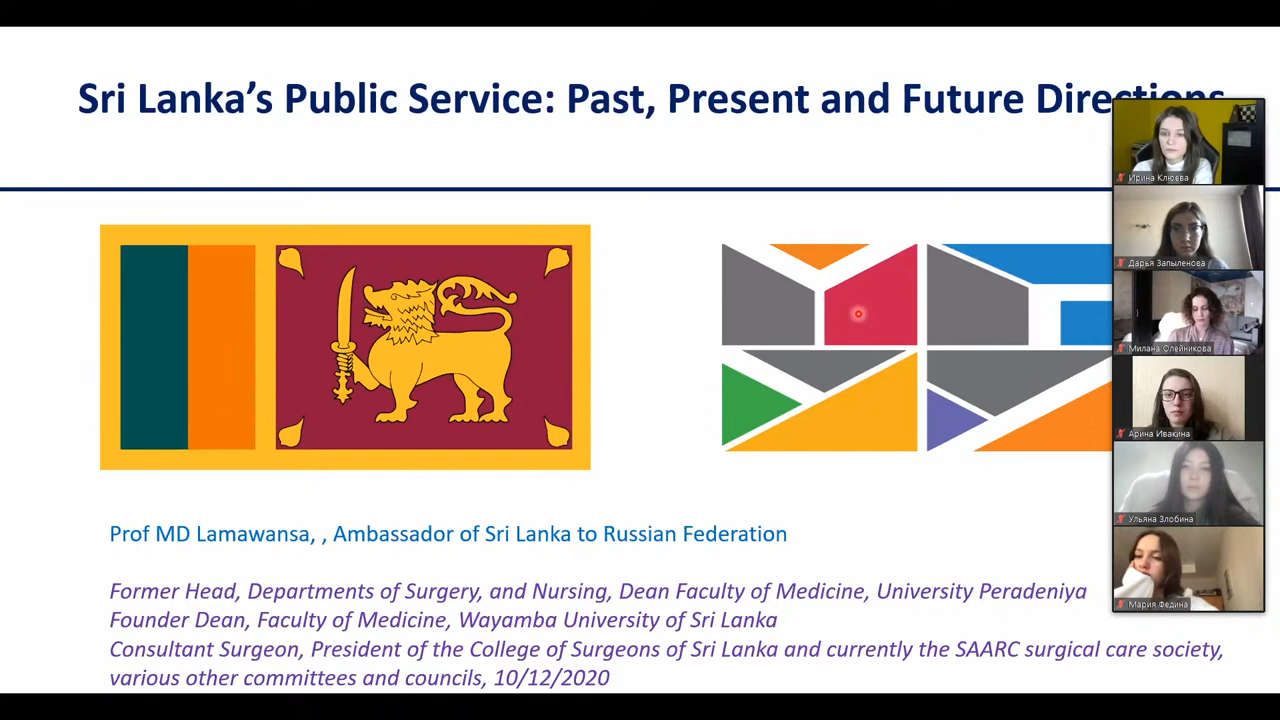 Sri Lanka's Public Service: Past, Present and Future Directions
Ирина Клюева
Дарья Запыленова
Милана Олейникова
Арина Ивакина
Ульяна Злобина
Мария Федина
Prof MD Lamawansa, , Ambassador of Sri Lanka to Russian Federation
Former Head, Departments of Surgery, and Nursing, Dean Faculty of Medicine, University Peradeniya
Founder Dean, Faculty of Medicine, Wayamba University of Sri Lanka
Consultant Surgeon, President of the College of Surgeons of Sri Lanka and currently the SAARC surgical care society,
various other committees and councils, 10/12/2020